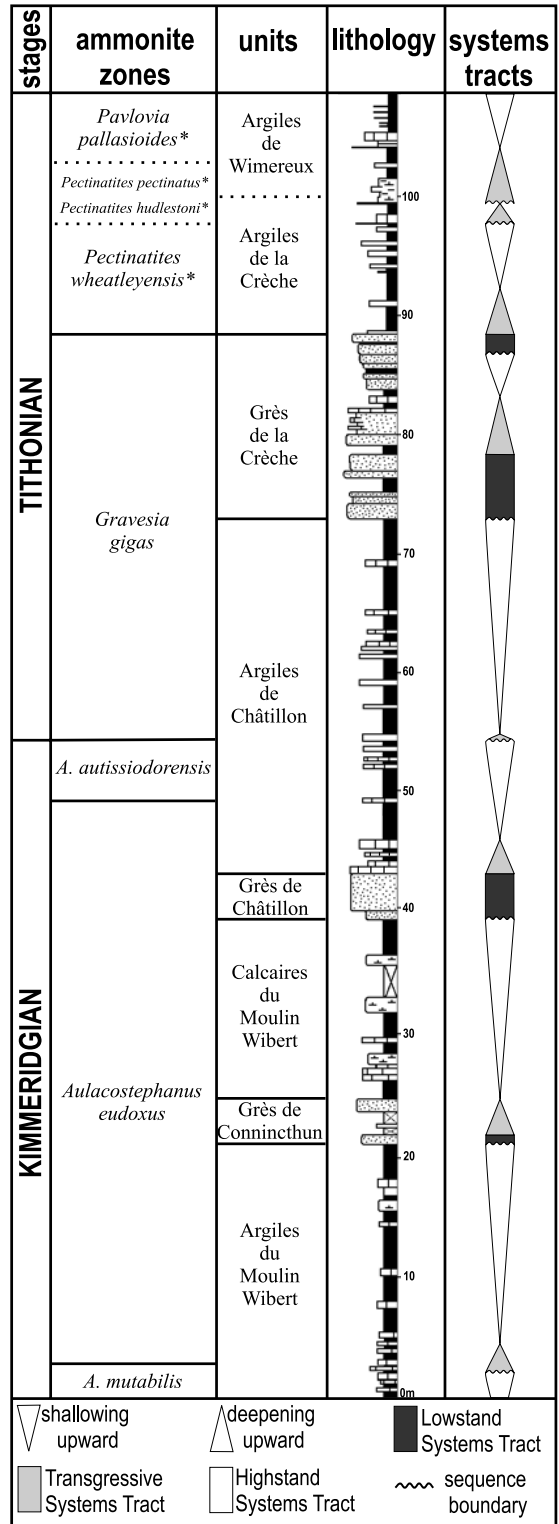 stages
ammonite
zones
units
lithology
systems
tracts
TITHONIAN
KIMMERIDGIAN
Pavlovia
pallasioides*
Pectinatites pectinatus*
Pectinatites hudlestoni*
Pectinatites
wheatleyensis*
Gravesia
gigas
A. autissiodorensis
Aulacostephanus
eudoxus
A. mutabilis
Argiles
de
Wimereux
Argiles
de la
Crèche
Grès
de la
Crèche
Argiles
de
Châtillon
Grès de
Châtillon
Calcaires
du
Moulin
Wibert
Grès de
Connincthun
Argiles
du
Moulin
Wibert
100
90
80
70
60
50
40
30
20
10
0m
shallowing
upward
deepening
upward
Lowstand
Systems Tract
Transgressive
Systems Tract
Highstand
Systems Tract
sequence
boundary